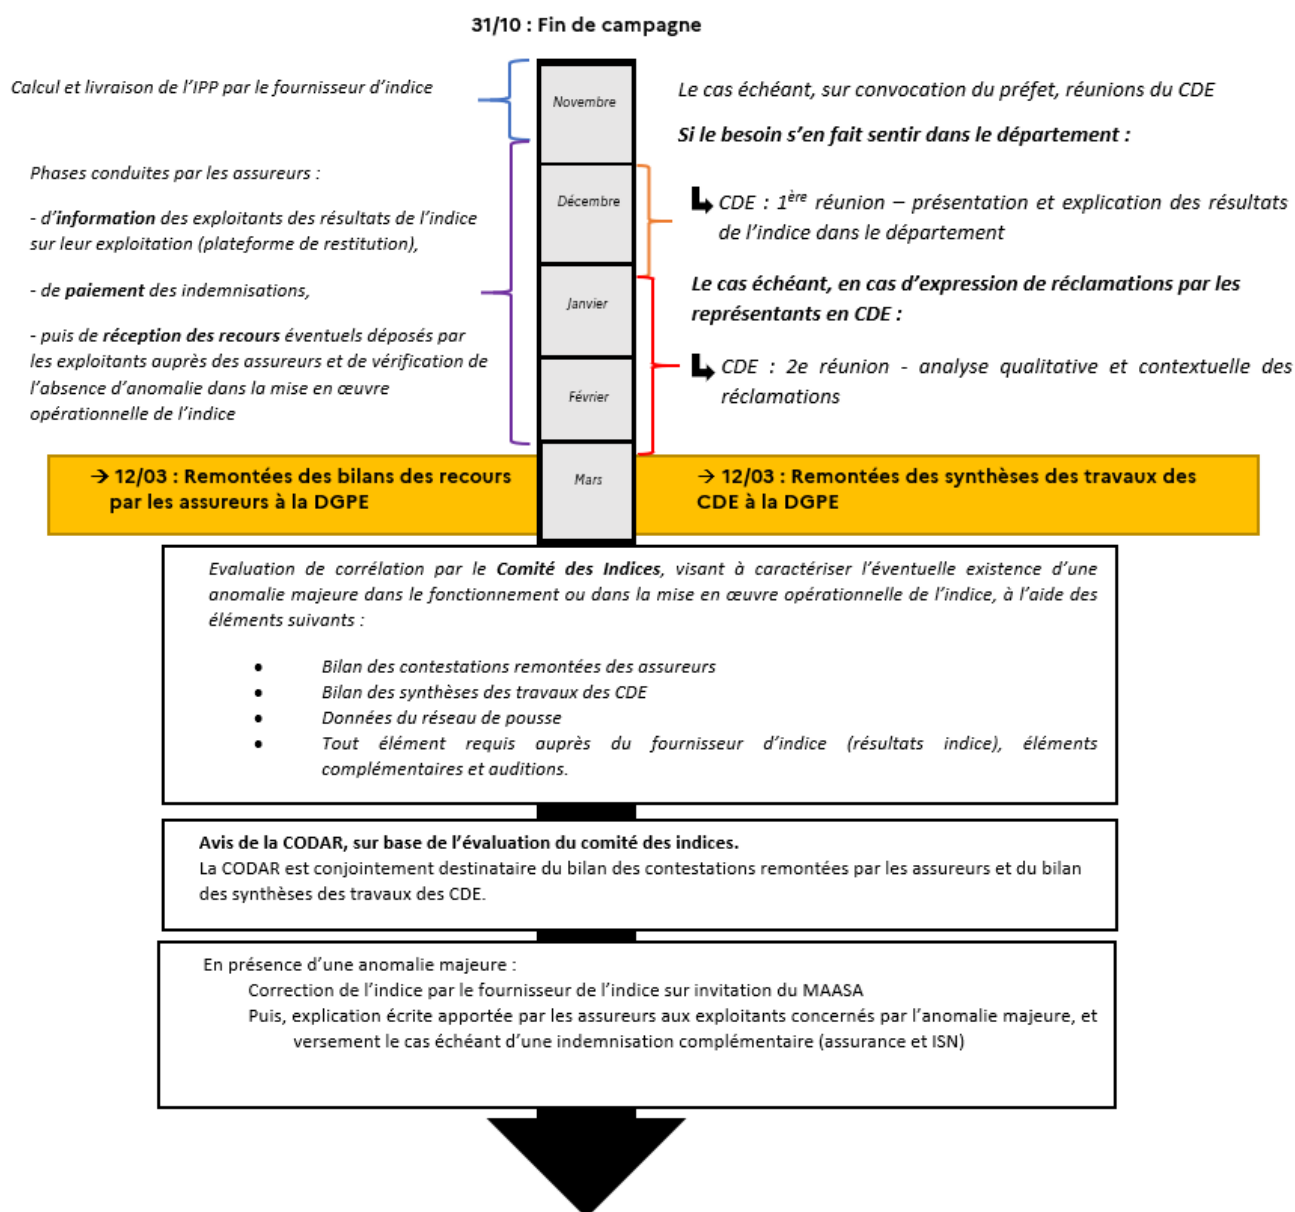 31/10 : Fin de campagne
Calcul et livraison de l’IPP par le fournisseur d’indice
Phases conduites par les assureurs :
- d’information des exploitants des résultats de l’indice
sur leur exploitation (plateforme de restitution),
- de paiement des indemnisations,
- puis de réception des recours éventuels déposés par
les exploitants auprès des assureurs et de vérification de
l’absence d’anomalie dans la mise en œuvre
opérationnelle de l’indice
Novembre
Décembre
Janvier
Février
Mars
Le cas échéant, sur convocation du préfet, réunions du CDE
Si le besoin s’en fait sentir dans le département :
CDE : 1ère réunion – présentation et explication des résultats
de l’indice dans le département
Le cas échéant, en cas d’expression de réclamations par les
représentants en CDE :
CDE : 2e réunion - analyse qualitative et contextuelle des
réclamations
→ 12/03 : Remontées des bilans des recours
par les assureurs à la DGPE
→ 12/03 : Remontées des synthèses des travaux des
CDE à la DGPE
Evaluation de corrélation par le Comité des Indices, visant à caractériser l’éventuelle existence d’une
anomalie majeure dans le fonctionnement ou dans la mise en œuvre opérationnelle de l’indice, à l’aide des
éléments suivants :
• Bilan des contestations remontées des assureurs
• Bilan des synthèses des travaux des CDE
• Données du réseau de pousse
• Tout élément requis auprès du fournisseur d’indice (résultats indice), éléments
complémentaires et auditions.
Avis de la CODAR, sur base de l’évaluation du comité des indices.
La CODAR est conjointement destinataire du bilan des contestations remontées par les assureurs et du bilan
des synthèses des travaux des CDE.
En présence d’une anomalie majeure :
Correction de l’indice par le fournisseur de l’indice sur invitation du MAASA
Puis, explication écrite apportée par les assureurs aux exploitants concernés par l’anomalie majeure, et
versement le cas échéant d’une indemnisation complémentaire (assurance et ISN)